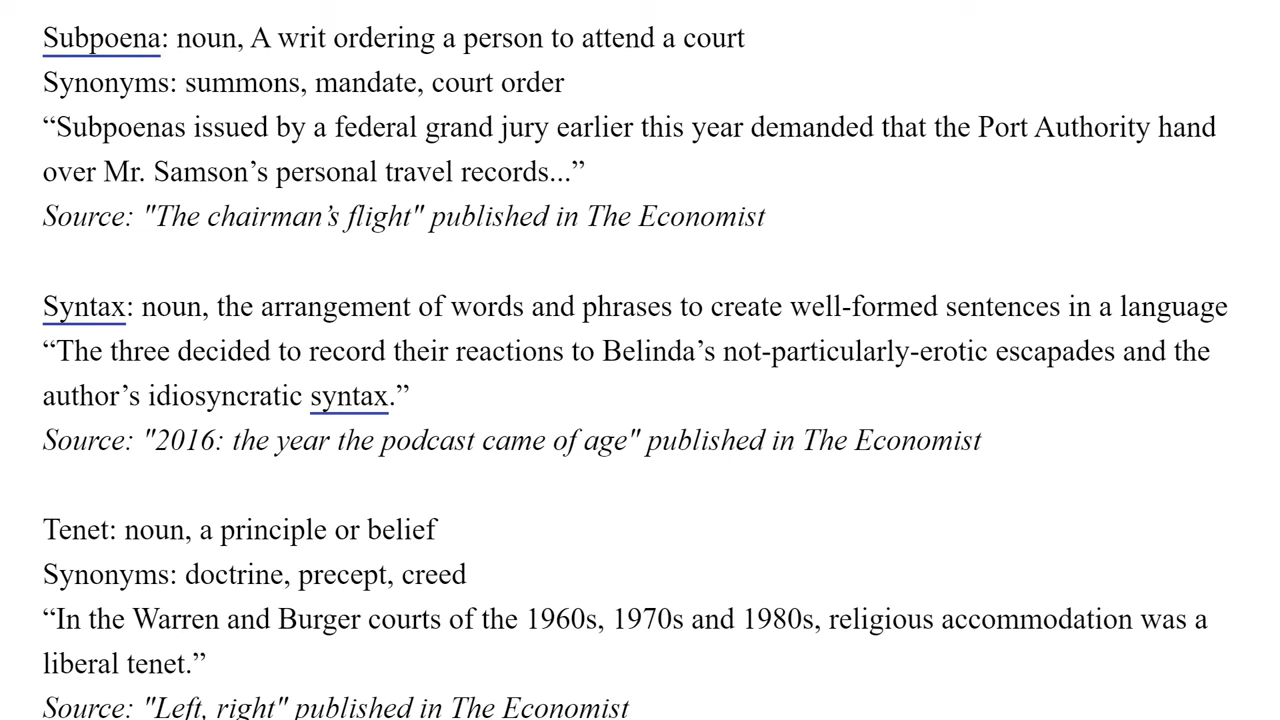 Subpoena: noun, A writ ordering a person to attend a court
Synonyms: summons, mandate, court order
“Subpoenas issued by a federal grand jury earlier this year demanded that the Port Authority hand
over Mr. Samson’s personal travel records...”
Source: "The chairman’s flight" published in The Economist
Syntax: noun, the arrangement of words and phrases to create well-formed sentences in a language
“The three decided to record their reactions to Belinda’s not-particularly-erotic escapades and the
author’s idiosyncratic syntax.”
Source: "2016: the year the podcast came of age" published in The Economist
Tenet: noun, a principle or belief
Synonyms: doctrine, precept, creed
“In the Warren and Burger courts of the 1960s, 1970s and 1980s, religious accommodation was a
liberal tenet.”
Source: "Left, right" published in The Economist